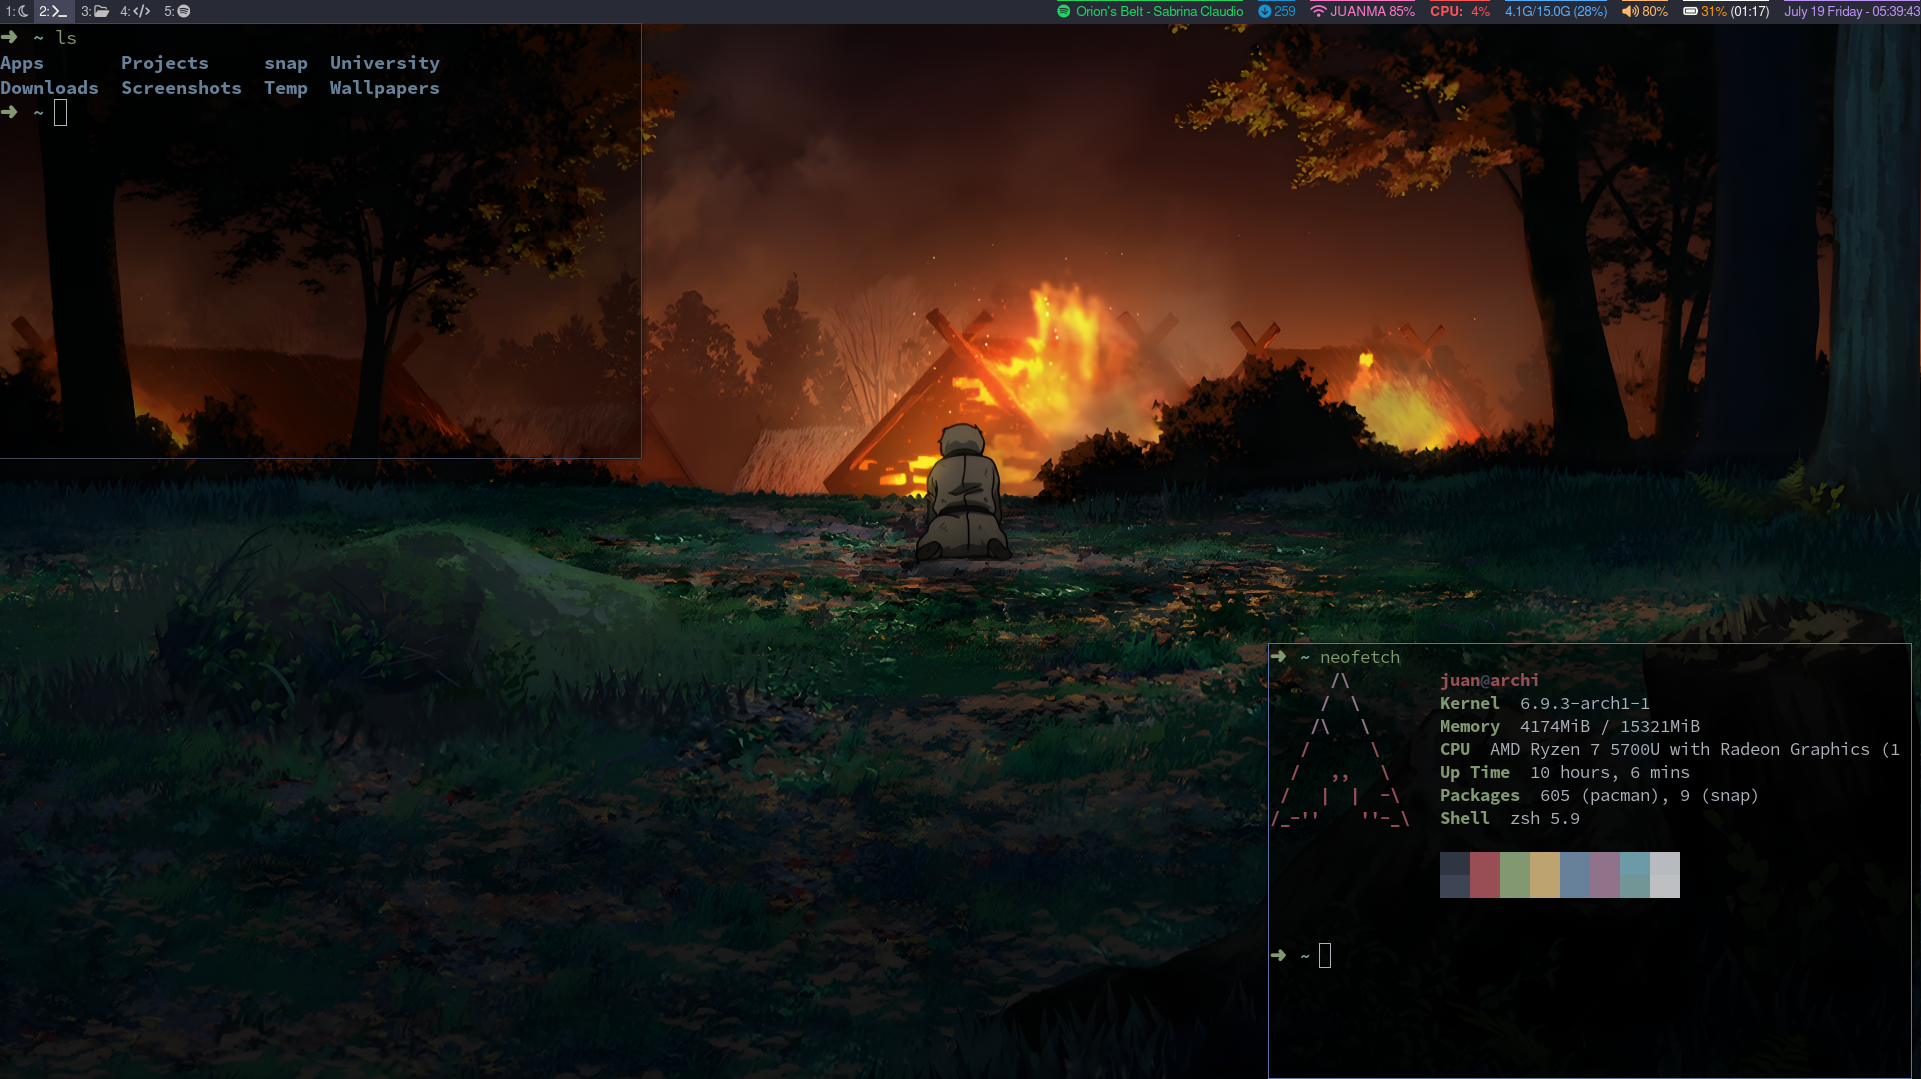 1: 2: 3: 4: 5: Orion's Belt - Sabrina Claudio 259 JUANMA 85% CPU: 4% 4.1G/15.0G (28%) 80% 31% (01:17) July 19 Friday - 05:39:43
➜ ~ ls
Apps Projects snap University
Downloads Screenshots Temp Wallpapers
➜ ~
➜ ~ neofetch
/\ juan@archi
/ \ Kernel 6.9.3-arch1-1
/\ \ Memory 4174MiB / 15321MiB
/ \ CPU AMD Ryzen 7 5700U with Radeon Graphics (1
/ ,, \ Up Time 10 hours, 6 mins
/ | | -\ Packages 605 (pacman), 9 (snap)
/_-'' ''-_\ Shell zsh 5.9
➜ ~